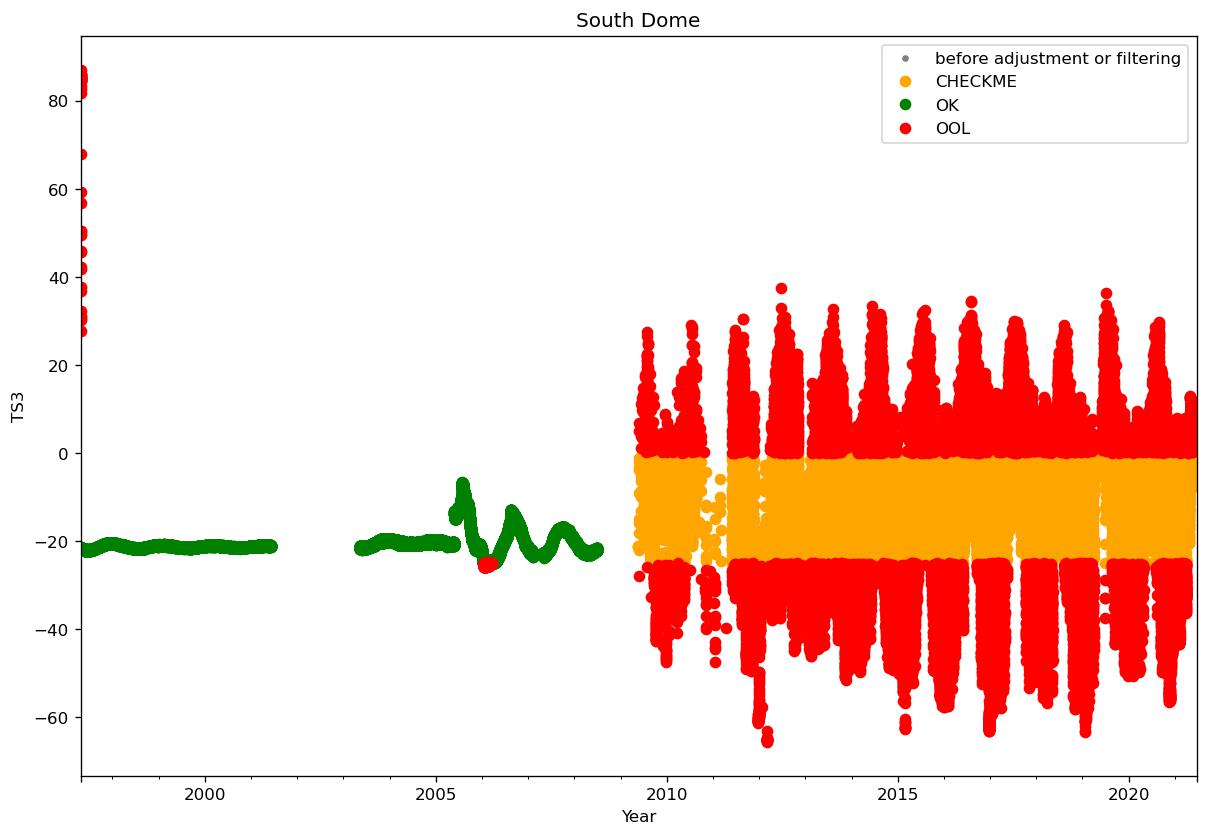 South Dome
before adjustment or filtering
CHECKME
OK
OOL
80
60
40
20
0
−20
−40
−60
TS3
2000 2005 2010 2015 2020
Year